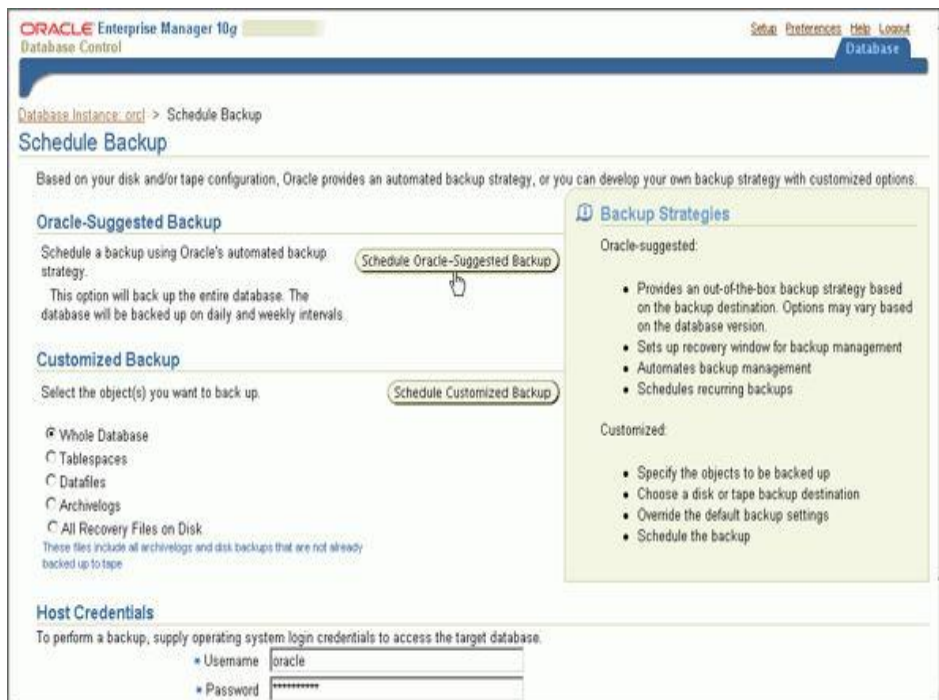 ORACLE Enterprise Manager 10g
Database Control
Setup Preferences Help Logout
Database
Database Instance: orcl > Schedule Backup
Schedule Backup
Based on your disk and/or tape configuration, Oracle provides an automated backup strategy, or you can develop your own backup strategy with customized options.
Oracle-Suggested Backup
Schedule a backup using Oracle's automated backup
strategy.
This option will back up the entire database. The
database will be backed up on daily and weekly intervals.
Schedule Oracle-Suggested Backup
Customized Backup
Select the object(s) you want to back up.
Schedule Customized Backup
Whole Database
Tablespaces
Datafiles
Archivelogs
All Recovery Files on Disk
These files include all archivelogs and disk backups that are not already
backed up to tape
Backup Strategies
Oracle-suggested:
• Provides an out-of-the-box backup strategy based
on the backup destination. Options may vary based
on the database version.
• Sets up recovery window for backup management
• Automates backup management
• Schedules recurring backups
Customized:
• Specify the objects to be backed up
• Choose a disk or tape backup destination
• Override the default backup settings
• Schedule the backup
Host Credentials
To perform a backup, supply operating system login credentials to access the target database.
* Username oracle
* Password **********